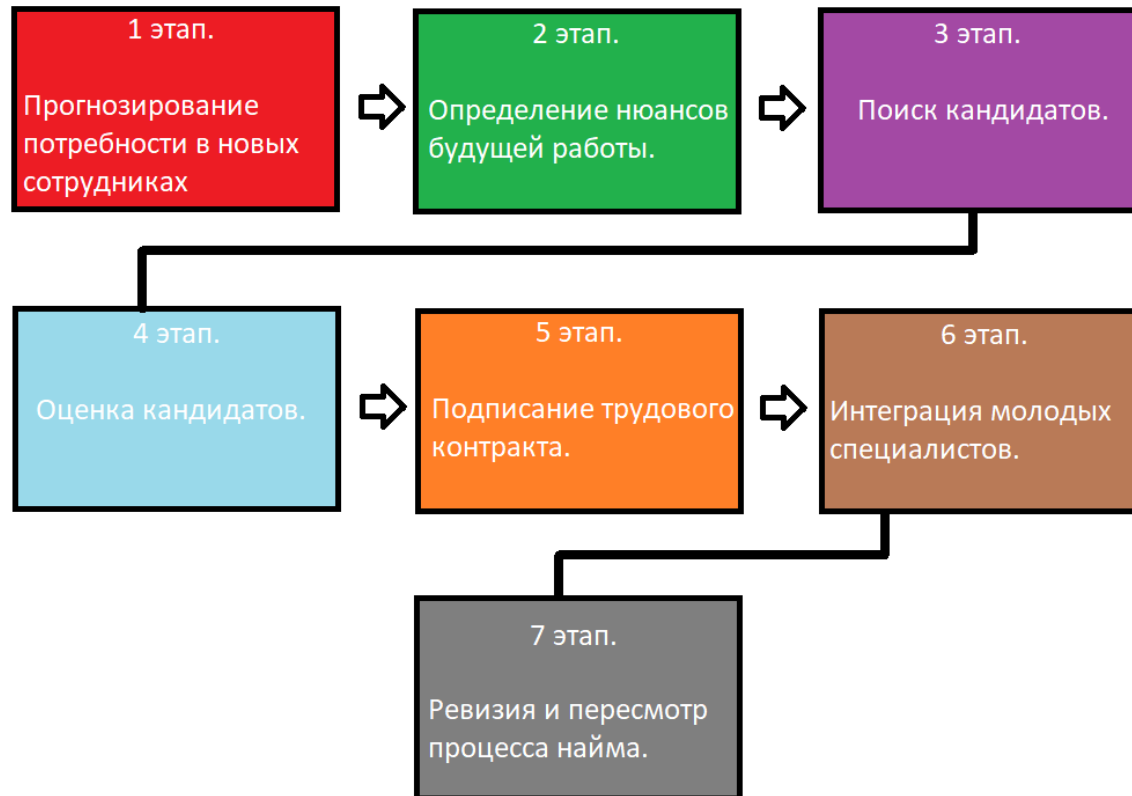 1 этап.
Прогнозирование
потребности в новых
сотрудниках
2 этап.
Определение нюансов
будущей работы.
3 этап.
Поиск кандидатов.
4 этап.
Оценка кандидатов.
5 этап.
Подписание трудового
контракта.
6 этап.
Интеграция молодых
специалистов.
7 этап.
Ревизия и пересмотр
процесса найма.